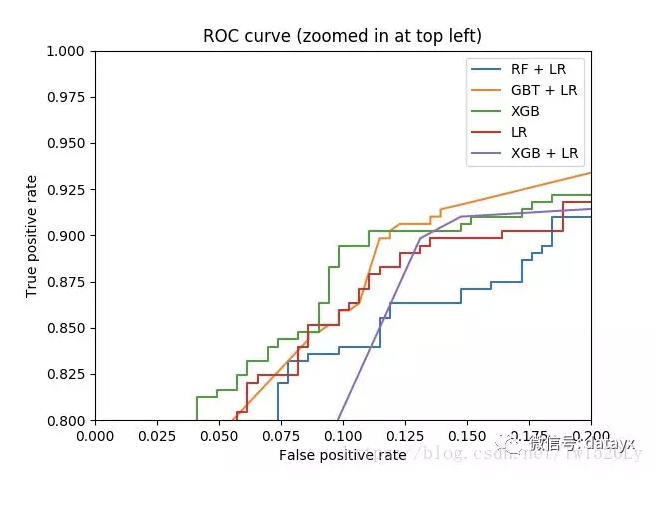 ROC curve (zoomed in at top left)
1.000
0.975
0.950
0.925
0.900
0.875
0.850
0.825
0.800
True positive rate
RF + LR
GBT + LR
XGB
LR
XGB + LR
0.000 0.025 0.050 0.075 0.100 0.125 0.150 0.175 0.200
False positive rate
微信号: datayx